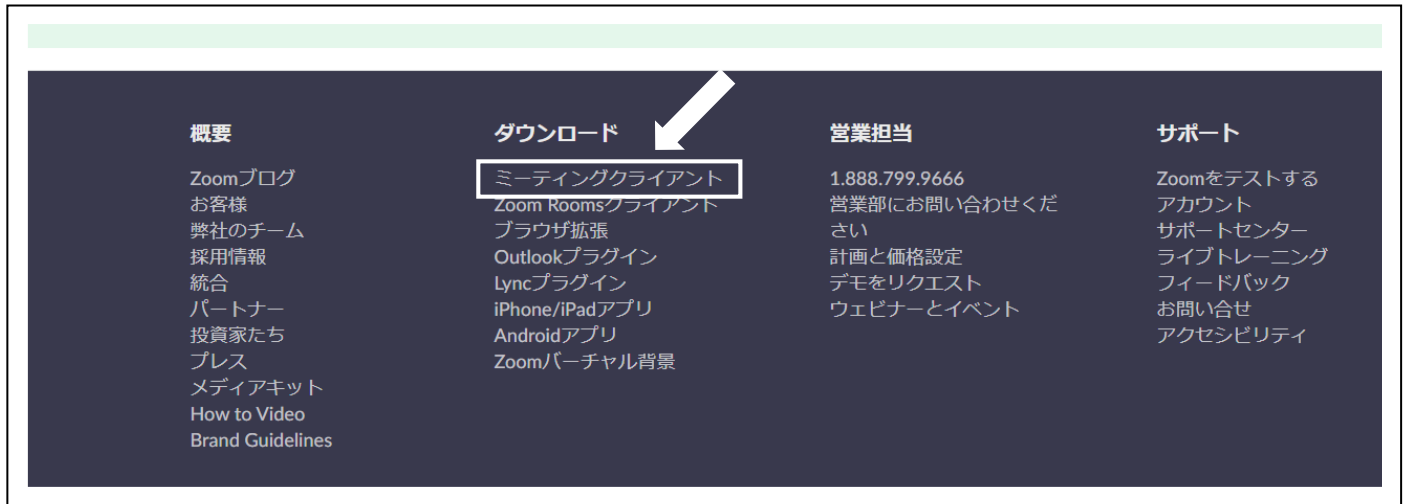 概要
Zoomブログ
お客様
弊社のチーム
採用情報
統合
パートナー
投資家たち
プレス
メディアキット
How to Video
Brand Guidelines
ダウンロード
ミーティングクライアント
Zoom Roomsクライアント
ブラウザ拡張
Outlookプラグイン
Lyncプラグイン
iPhone/iPadアプリ
Androidアプリ
Zoomバーチャル背景
営業担当
1.888.799.9666
営業部にお問い合わせくだ
さい
計画と価格設定
デモをリクエスト
ウェビナーとイベント
サポート
Zoomをテストする
アカウント
サポートセンター
ライブトレーニング
フィードバック
お問い合せ
アクセシビリティ